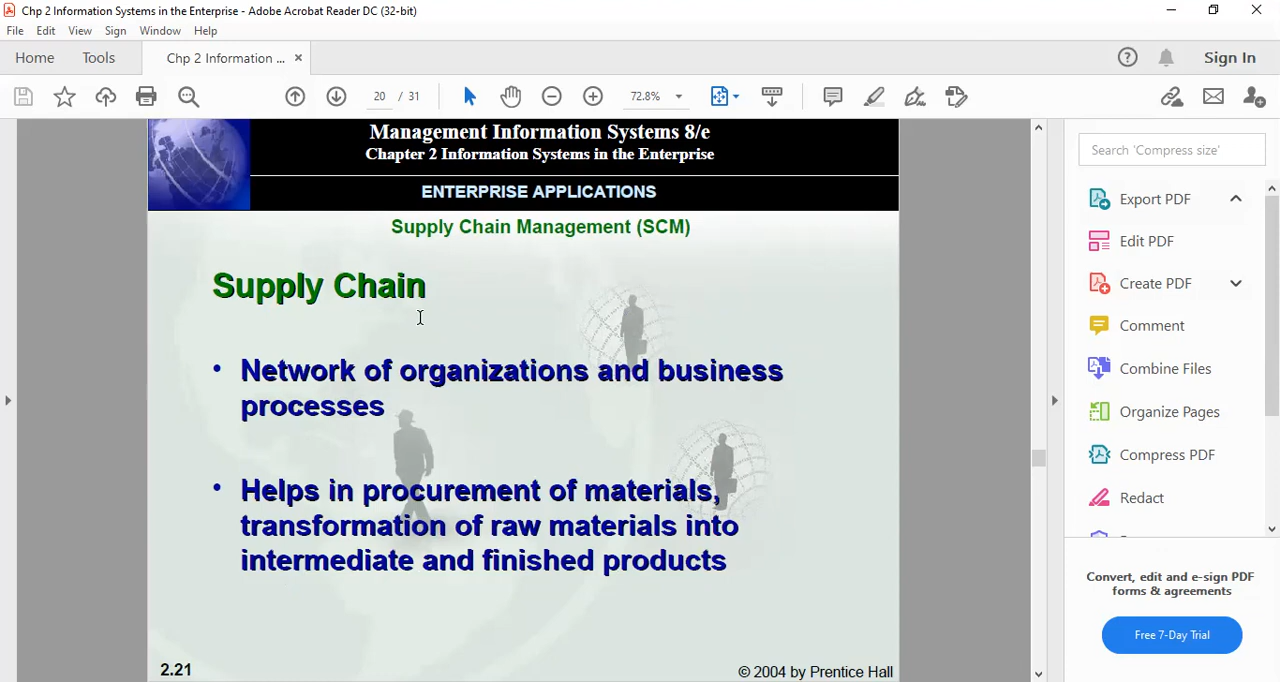 Chp 2 Information Systems in the Enterprise - Adobe Acrobat Reader DC (32-bit)
File Edit View Sign Window Help
Home Tools Chp 2 Information ... × Sign In
20 / 31 72.8%
Management Information Systems 8/e
Chapter 2 Information Systems in the Enterprise
ENTERPRISE APPLICATIONS
Supply Chain Management (SCM)
Supply Chain
• Network of organizations and business
processes
• Helps in procurement of materials,
transformation of raw materials into
intermediate and finished products
2.21
© 2004 by Prentice Hall
Search 'Compress size'
Export PDF
Edit PDF
Create PDF
Comment
Combine Files
Organize Pages
Compress PDF
Redact
Convert, edit and e-sign PDF
forms & agreements
Free 7-Day Trial